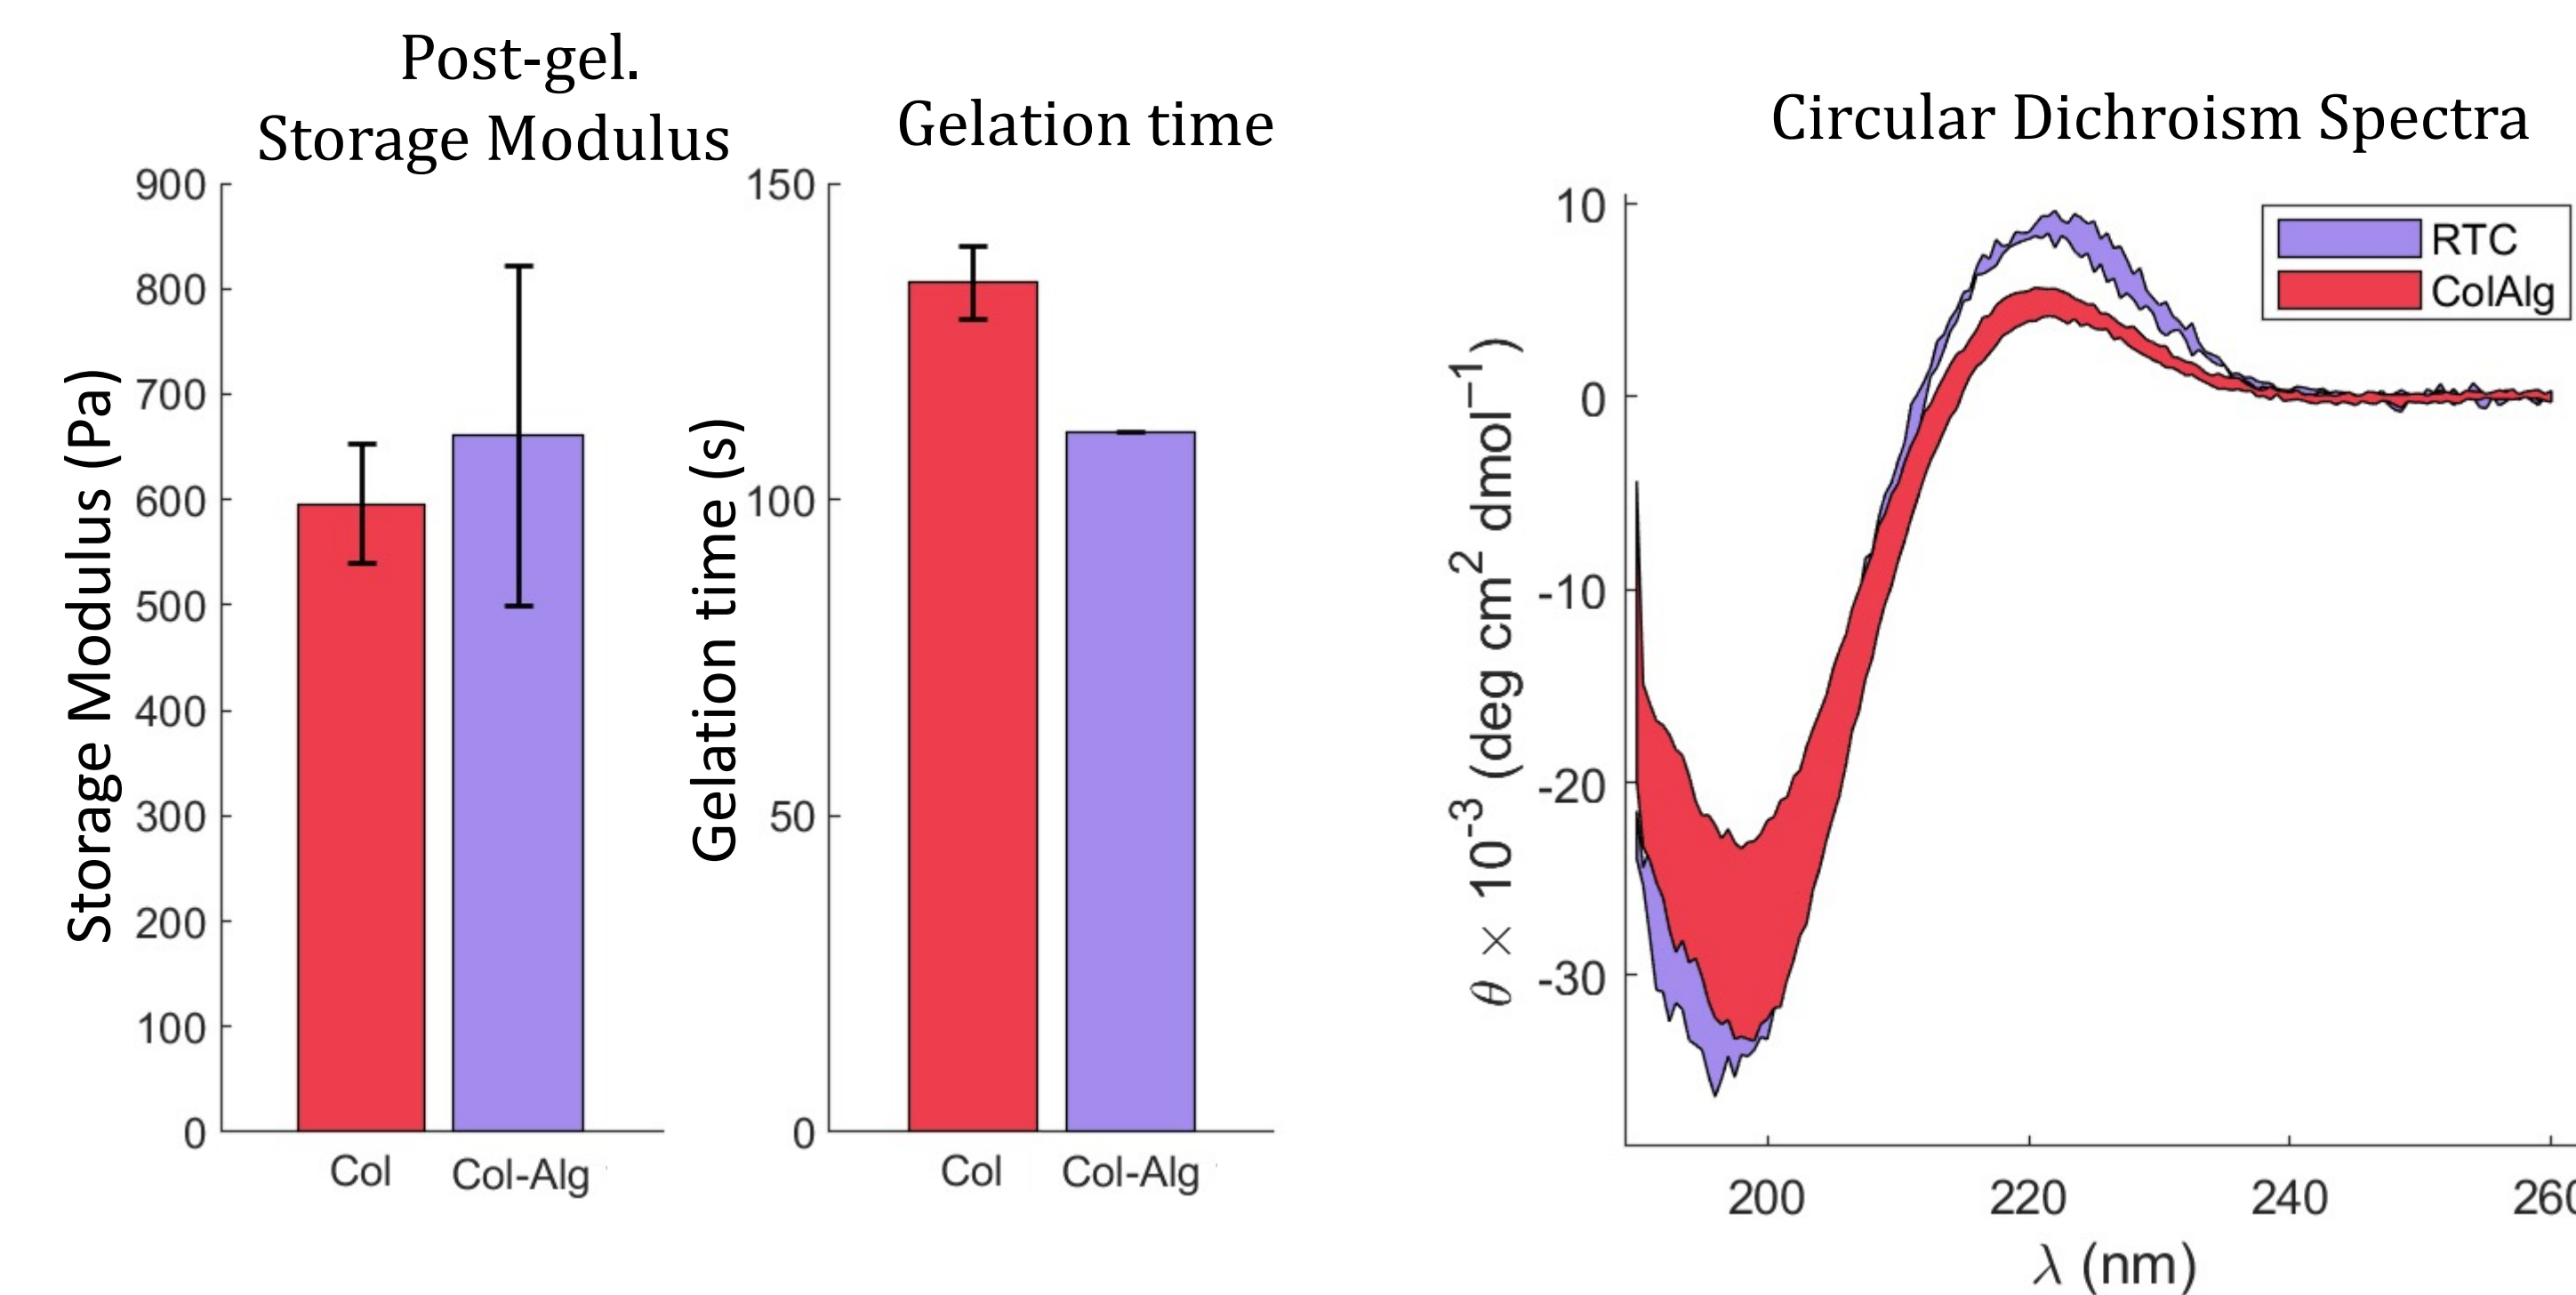 Post-gel.
Storage Modulus
900
800
700
600
500
400
300
200
100
0
Storage Modulus (Pa)
Col
Col-Alg
Gelation time
150
100
50
0
Gelation time (s)
Col
Col-Alg
Circular Dichroism Spectra
10
0
-10
-20
-30
θ × 10⁻³ (deg cm² dmol⁻¹)
RTC
ColAlg
200
220
240
260
λ (nm)